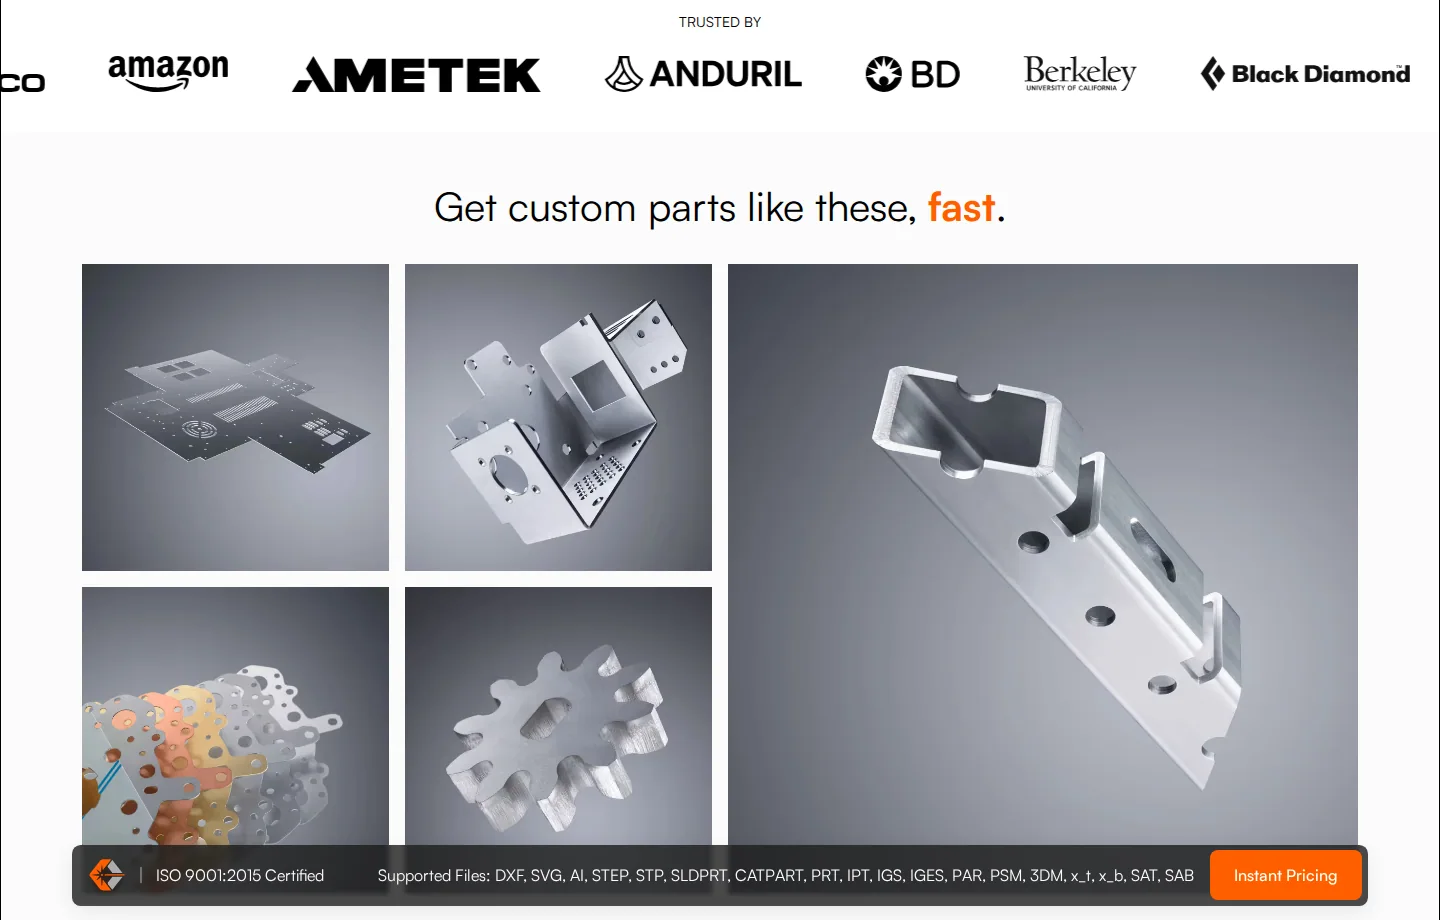 TRUSTED BY
CO
amazon
AMETEK
ANDURIL
BD
Berkeley
UNIVERSITY OF CALIFORNIA
Black Diamond™
Get custom parts like these, fast.
ISO 9001:2015 Certified
Supported Files: DXF, SVG, AI, STEP, STP, SLDPRT, CATPART, PRT, IPT, IGS, IGES, PAR, PSM, 3DM, x_t, x_b, SAT, SAB
Instant Pricing